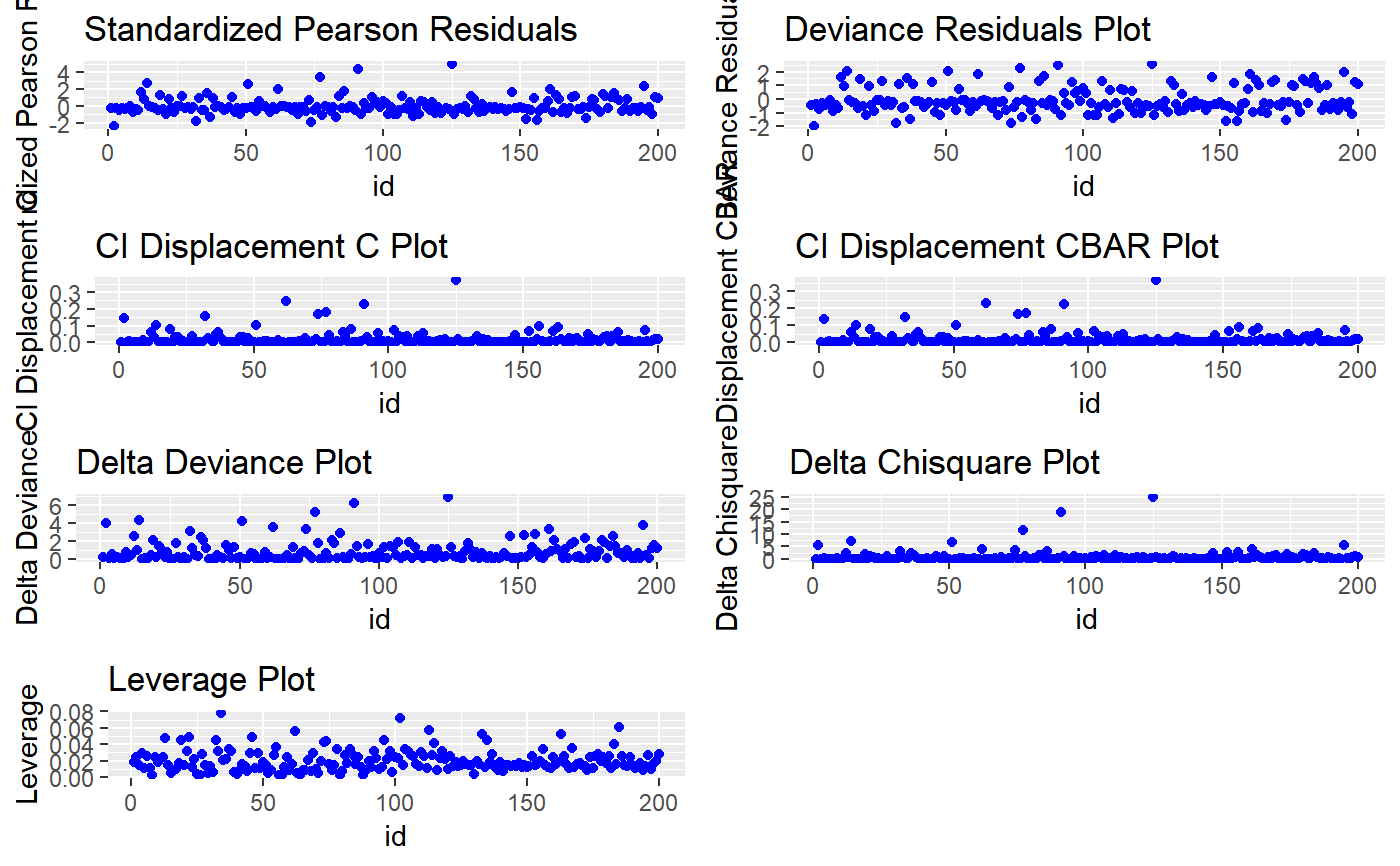 Standardized Pearson Residuals
4
2
0
-2
0 50 100 150 200
id
Deviance Residuals Plot
2
1
0
-1
-2
0 50 100 150 200
id
CI Displacement C Plot
CI Displacement C
0.3
0.2
0.1
0.0
0 50 100 150 200
id
CI Displacement CBAR Plot
Displacement CBAR
0.3
0.2
0.1
0.0
0 50 100 150 200
id
Delta Deviance Plot
Delta Deviance
6
4
2
0
0 50 100 150 200
id
Delta Chisquare Plot
Delta Chisquare
25
20
15
10
5
0
0 50 100 150 200
id
Leverage Plot
Leverage
0.08
0.06
0.04
0.02
0.00
0 50 100 150 200
id